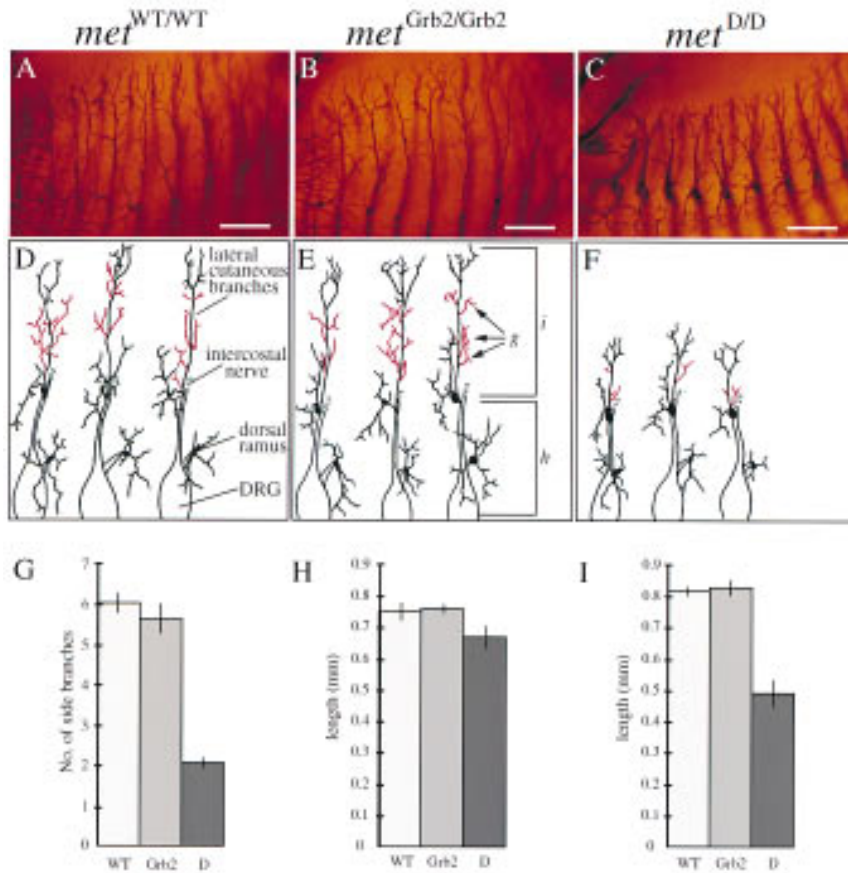 met WT/WT
met Grb2/Grb2
met D/D
A
B
C
D
lateral
cutaneous
branches
intercostal
nerve
dorsal
ramus
DRG
E
g
i
h
F
G
No. of side branches
7
6
5
4
3
2
1
0
WT Grb2 D
H
length (mm)
0.9
0.8
0.7
0.6
0.5
0.4
0.3
0.2
0.1
0
WT Grb2 D
I
length (mm)
0.9
0.8
0.7
0.6
0.5
0.4
0.3
0.2
0.1
0
WT Grb2 D